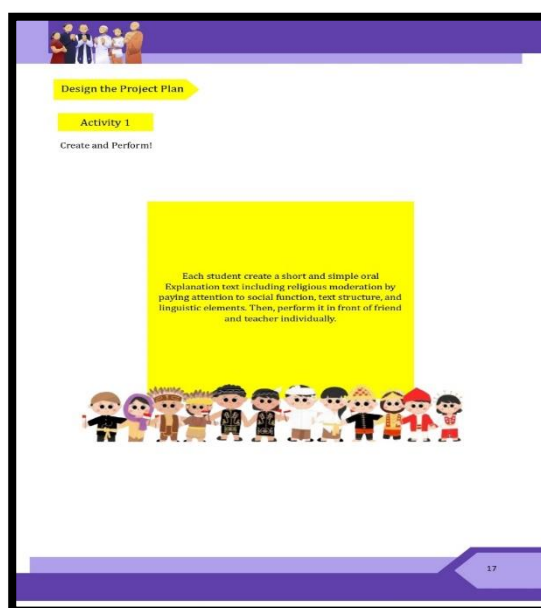 Design the Project Plan
Activity 1
Create and Perform!
Each student create a short and simple oral
Explanation text including religious moderation by
paying attention to social function, text structure, and
linguistic elements. Then, perform it in front of friend
and teacher individually.
17